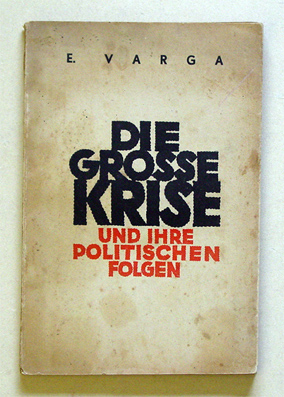 E. VARGA
DIE
GROSSE
KRISE
UND IHRE
POLITISCHEN
FOLGEN